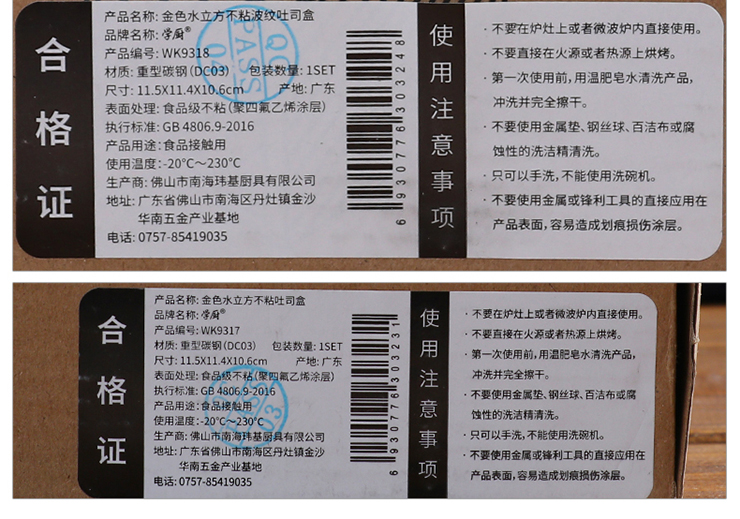 合格证
产品名称: 金色水立方不粘波纹吐司盒
品牌名称: 学厨®
产品编号: WK9318
材质: 重型碳钢(DC03) 包装数量: 1SET
尺寸: 11.5X11.4X10.6cm 产地: 广东
表面处理: 食品级不粘(聚四氟乙烯涂层)
执行标准: GB 4806.9-2016
产品用途: 食品接触用
使用温度: -20℃~230℃
生产商: 佛山市南海玮基厨具有限公司
地址: 广东省佛山市南海区丹灶镇金沙
华南五金产业基地
电话: 0757-85419035
QC
PASS
02
6930776303248
使用注意事项
· 不要在炉灶上或者微波炉内直接使用。
· 不要直接在火源或者热源上烘烤。
· 第一次使用前, 用温肥皂水清洗产品,
冲洗并完全擦干。
· 不要使用金属垫、钢丝球、百洁布或腐
蚀性的洗洁精清洗。
· 只可以手洗, 不能使用洗碗机。
· 不要使用金属或锋利工具的直接应用在
产品表面, 容易造成划痕损伤涂层。
合格证
产品名称: 金色水立方不粘吐司盒
品牌名称: 学厨®
产品编号: WK9317
材质: 重型碳钢(DC03) 包装数量: 1SET
尺寸: 11.5X11.4X10.6cm 产地: 广东
表面处理: 食品级不粘(聚四氟乙烯涂层)
执行标准: GB 4806.9-2016
产品用途: 食品接触用
使用温度: -20℃~230℃
生产商: 佛山市南海玮基厨具有限公司
地址: 广东省佛山市南海区丹灶镇金沙
华南五金产业基地
电话: 0757-85419035
03
6930776303231
使用注意事项
· 不要在炉灶上或者微波炉内直接使用。
· 不要直接在火源或者热源上烘烤。
· 第一次使用前, 用温肥皂水清洗产品,
冲洗并完全擦干。
· 不要使用金属垫、钢丝球、百洁布或腐
蚀性的洗洁精清洗。
· 只可以手洗, 不能使用洗碗机。
· 不要使用金属或锋利工具的直接应用在
产品表面, 容易造成划痕损伤涂层。